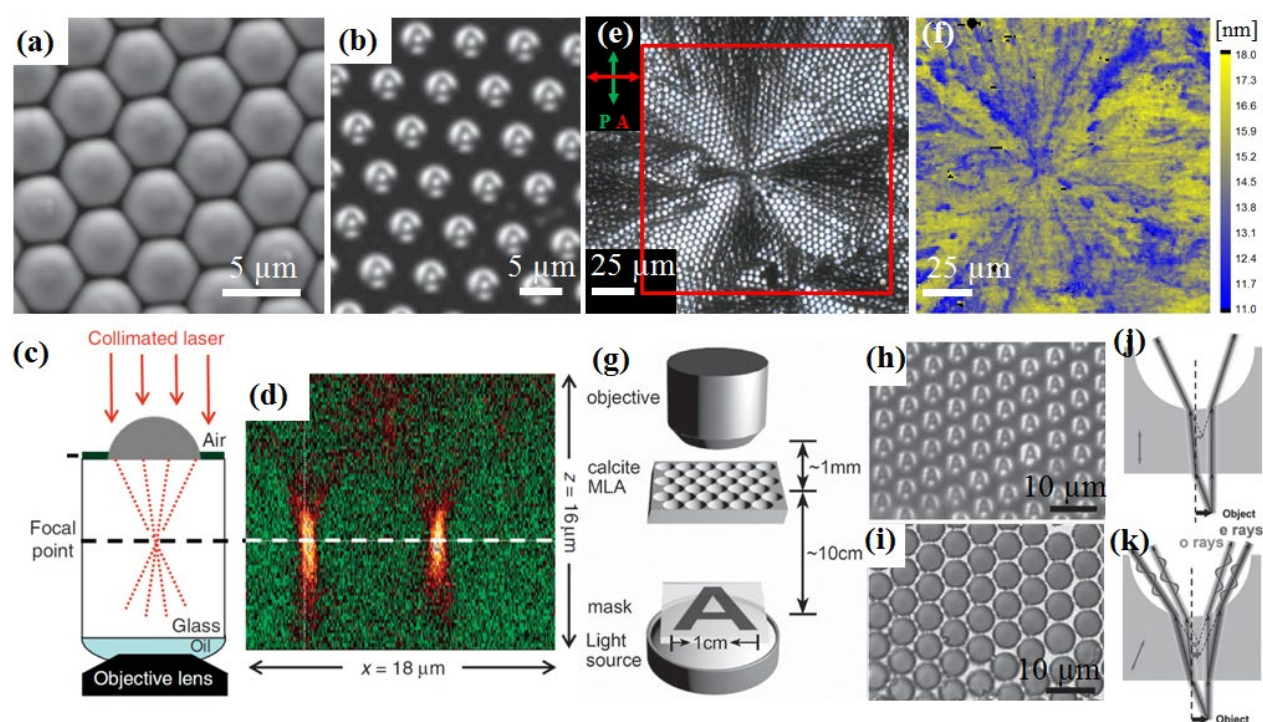 (a)
5 µm
(b)
5 µm
(e)
P A
25 µm
(f)
25 µm
[nm]
18.0
17.3
16.6
15.9
15.2
14.5
13.8
13.1
12.4
11.7
11.0
(c)
Collimated laser
Air
Focal
point
Glass
Oil
Objective lens
(d)
z = 16 µm
x = 18 µm
(g)
objective
calcite
MLA
~1mm
~10cm
mask
A
1cm
Light
source
(h)
10 µm
(i)
10 µm
(j)
Object
(k)
e rays
o rays
Object